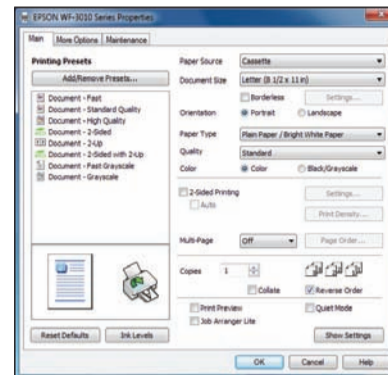 EPSON WF-3010 Series Properties
Main More Options Maintenance
Printing Presets
Add/Remove Presets...
Document - Fast
Document - Standard Quality
Document - High Quality
Document - 2-Sided
Document - 2-Up
Document - 2-Sided with 2-Up
Document - Fast Grayscale
Document - Grayscale
Reset Defaults Ink Levels
Paper Source Cassette
Document Size Letter (8 1/2 x 11 in)
Borderless Settings...
Orientation Portrait Landscape
Paper Type Plain Paper / Bright White Paper
Quality Standard
Color Color Black/Grayscale
2-Sided Printing Settings...
Auto
Print Density...
Multi-Page Off Page Order...
Copies 1
Collate Reverse Order
Print Preview Quiet Mode
Job Arranger Lite
Show Settings
OK Cancel Help